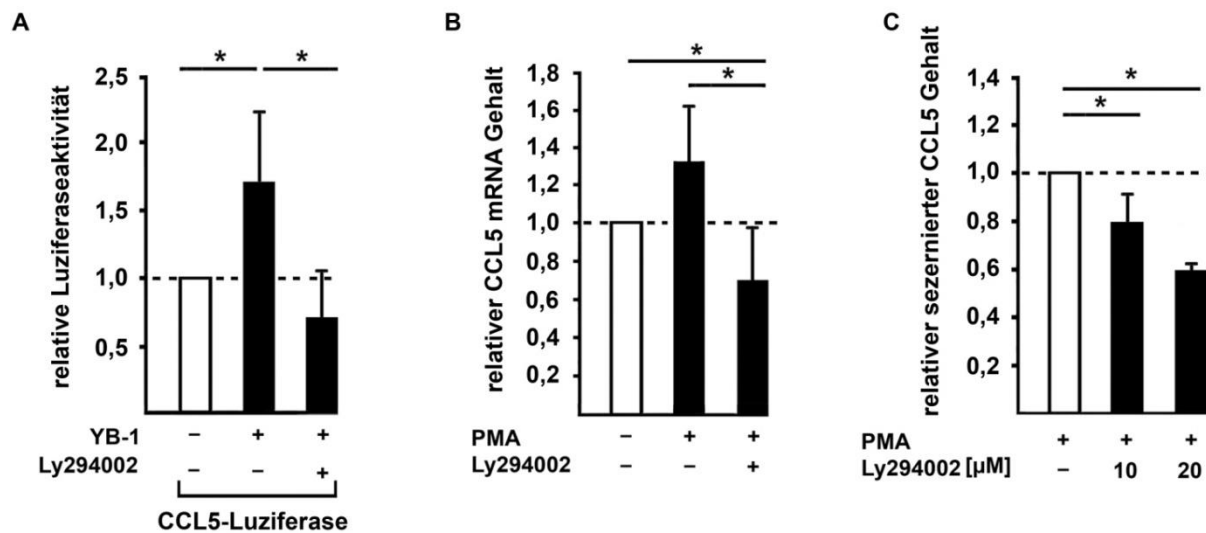 A
*
*
relative Luziferaseaktivität
2,5
2,0
1,5
1,0
0,5
YB-1 – + +
Ly294002 – – +
CCL5-Luziferase
B
*
*
relativer CCL5 mRNA Gehalt
1,8
1,6
1,4
1,2
1,0
0,8
0,6
0,4
0,2
PMA – + +
Ly294002 – – +
C
*
*
relativer sezernierter CCL5 Gehalt
1,4
1,2
1,0
0,8
0,6
0,4
0,2
PMA + + +
Ly294002 [µM] – 10 20